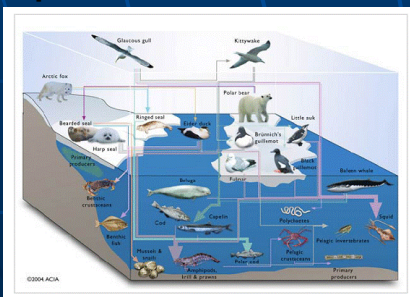 Glaucous gull
Kittywake
Arctic fox
Polar bear
Bearded seal
Ringed seal
Eider duck
Little auk
Harp seal
Brünnich's
guillemot
Primary
producers
Black
guillemot
Fulmar
Beluga
Baleen whale
Benthic
crustaceans
Cod
Capelin
Polycheates
Squid
Benthic
fish
Pelagic invertebrates
Mussels &
snails
Pelagic
crustaceans
Amphipods,
krill & prawns
Polar cod
Primary
producers
©2004 ACIA